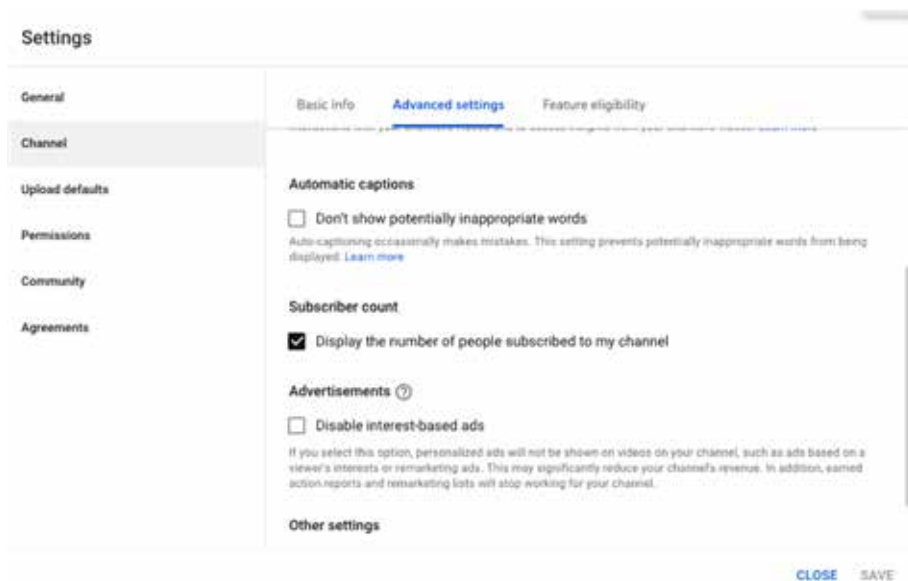 Settings
General
Channel
Upload defaults
Permissions
Community
Agreements
Basic info Advanced settings Feature eligibility
Automatic captions
Don't show potentially inappropriate words
Auto-captioning occasionally makes mistakes. This setting prevents potentially inappropriate words from being
displayed. Learn more
Subscriber count
Display the number of people subscribed to my channel
Advertisements
Disable interest-based ads
If you select this option, personalized ads will not be shown on videos on your channel, such as ads based on a
viewer's interests or remarketing ads. This may significantly reduce your channel's revenue. In addition, earned
action reports and remarketing lists will stop working for your channel.
Other settings
CLOSE SAVE